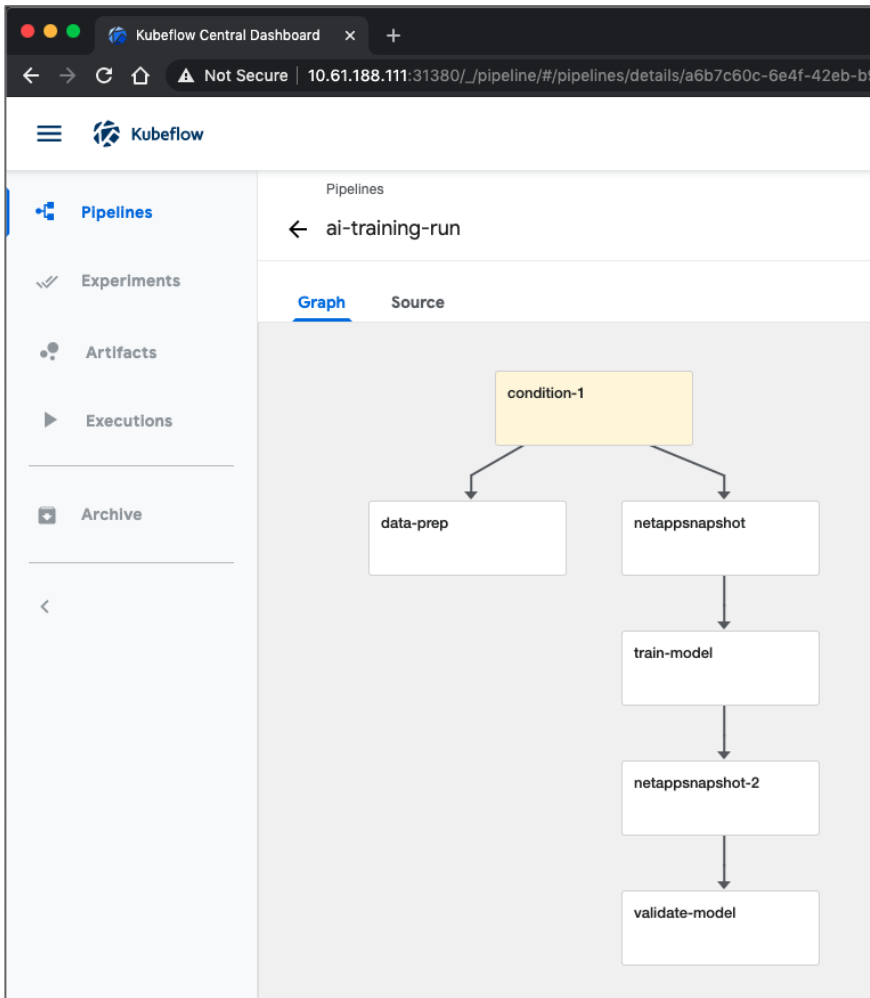 Kubeflow Central Dashboard
Not Secure | 10.61.188.111:31380/_/pipeline/#/pipelines/details/a6b7c60c-6e4f-42eb-b9
Kubeflow
Pipelines
Experiments
Artifacts
Executions
Archive
Pipelines
ai-training-run
Graph Source
condition-1
data-prep netappsnapshot
train-model
netappsnapshot-2
validate-model